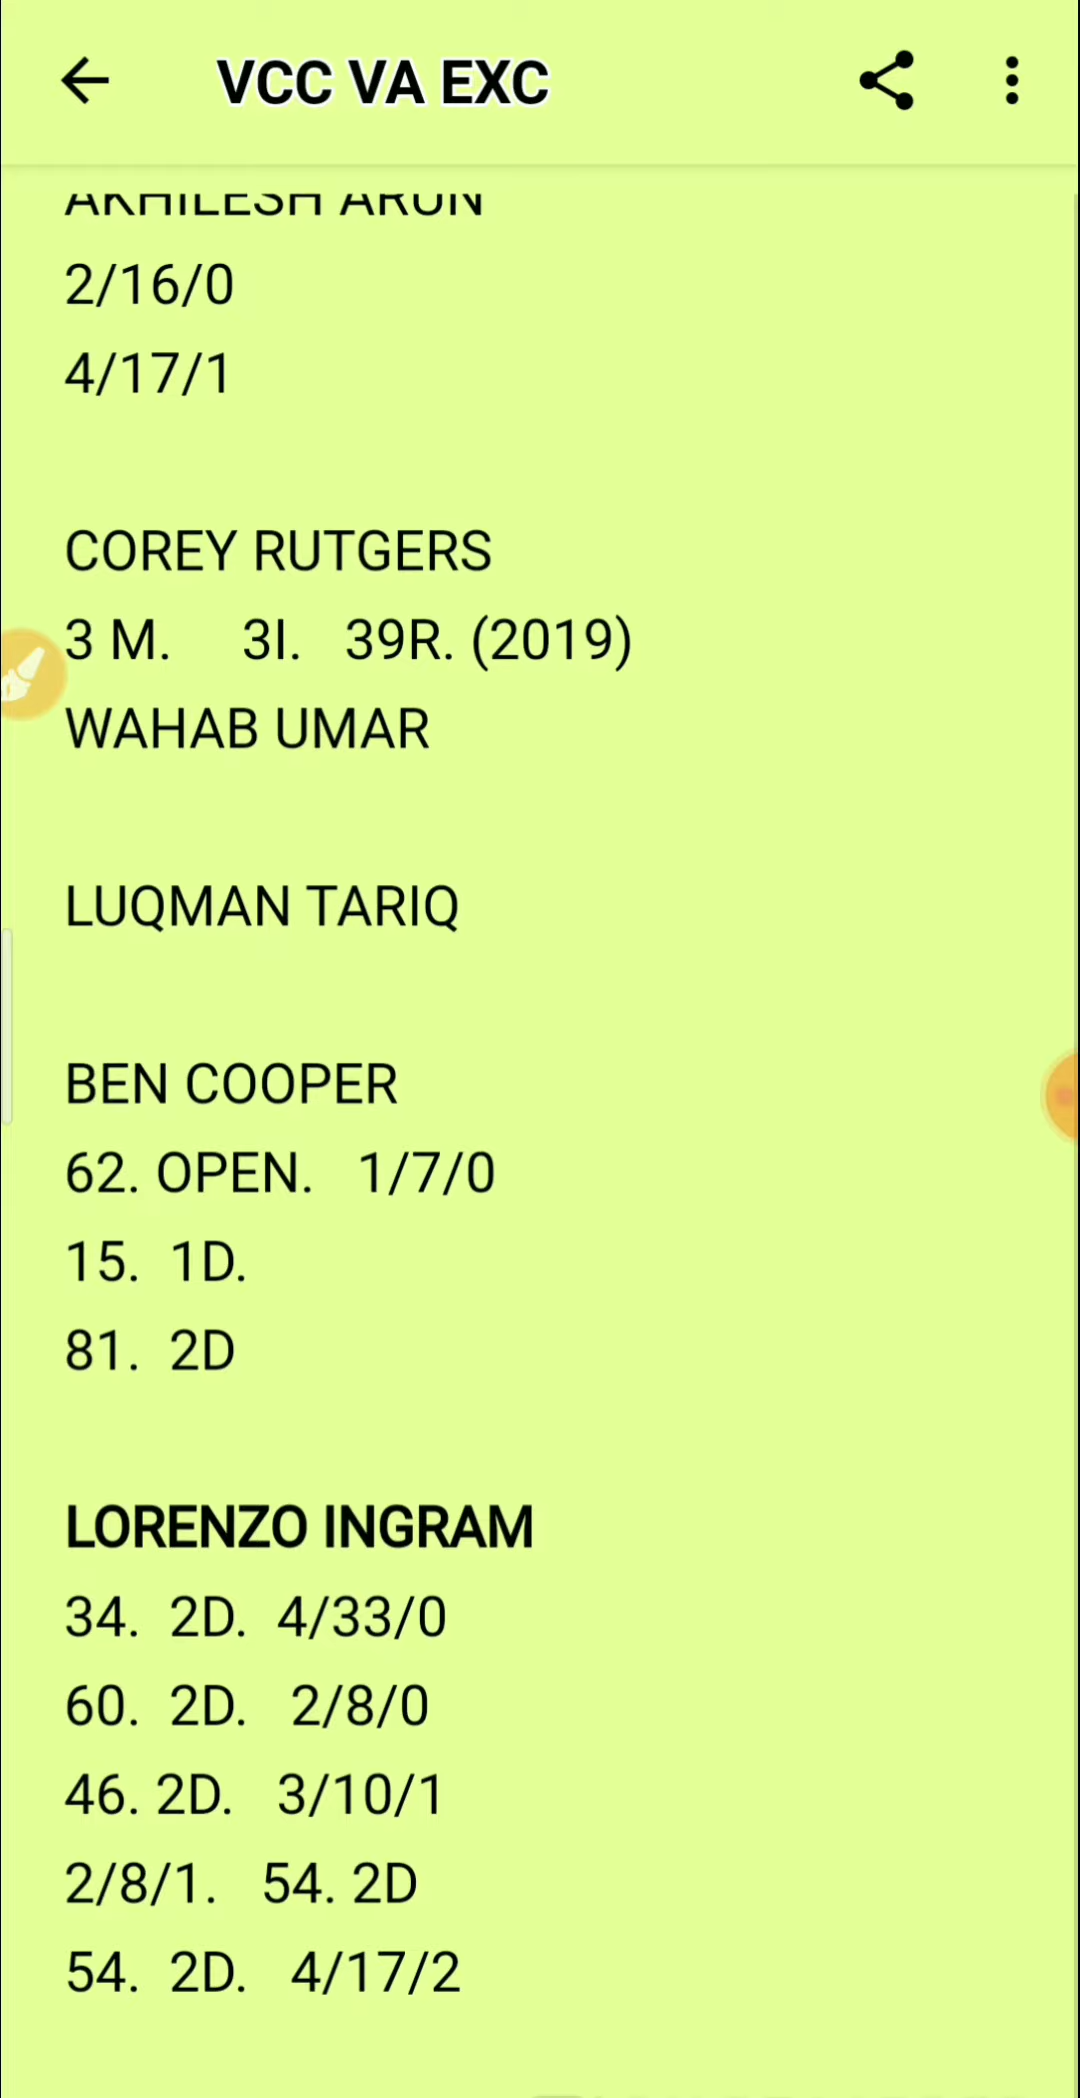 VCC VA EXC
AKHILESH ARUN
2/16/0
4/17/1
COREY RUTGERS
3 M. 3I. 39R. (2019)
WAHAB UMAR
LUQMAN TARIQ
BEN COOPER
62. OPEN. 1/7/0
15. 1D.
81. 2D
LORENZO INGRAM
34. 2D. 4/33/0
60. 2D. 2/8/0
46. 2D. 3/10/1
2/8/1. 54. 2D
54. 2D. 4/17/2